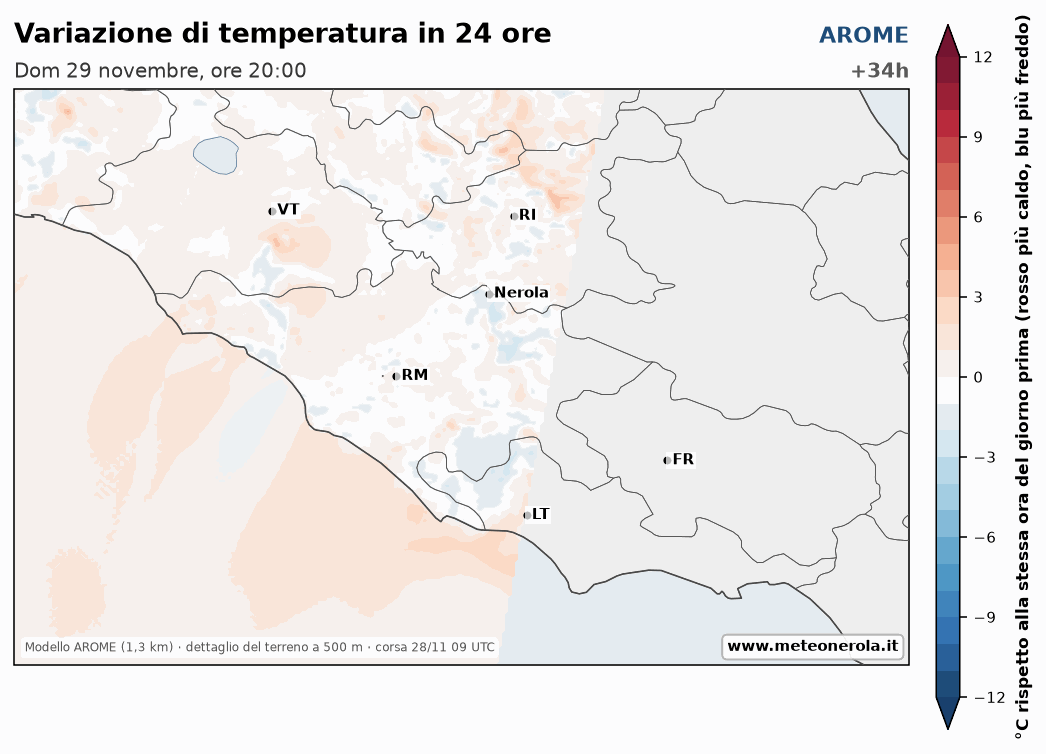 Variazione di temperatura in 24 ore
AROME
Dom 29 novembre, ore 20:00
+34h
VT
RI
Nerola
RM
FR
LT
Modello AROME (1,3 km) · dettaglio del terreno a 500 m · corsa 28/11 09 UTC
www.meteonerola.it
12
9
6
3
0
−3
−6
−9
−12
°C rispetto alla stessa ora del giorno prima (rosso più caldo, blu più freddo)